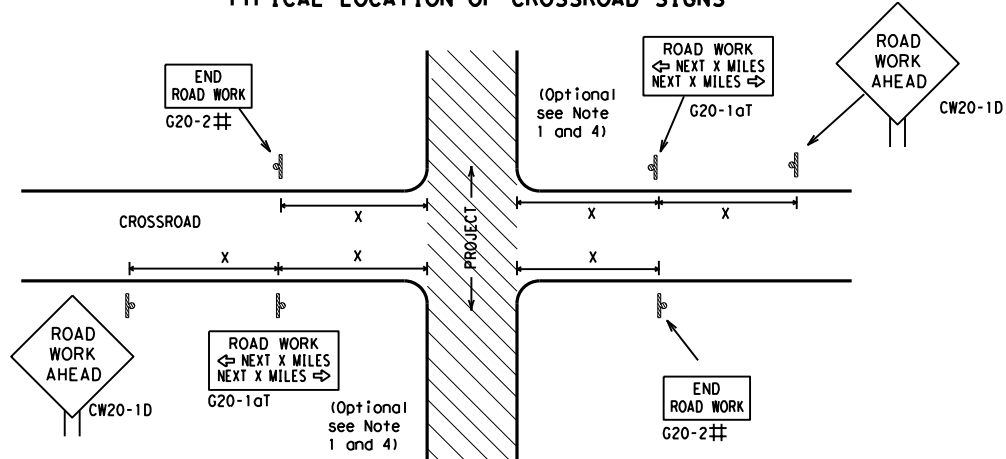 TYPICAL LOCATION OF CROSSROAD SIGNS
ROAD
WORK
AHEAD
CW20-1D
ROAD WORK
⇦ NEXT X MILES
NEXT X MILES ⇨
G20-1aT
(Optional
see Note
1 and 4)
END
ROAD WORK
G20-2#
X
X
X
CROSSROAD
PROJECT
X
X
X
ROAD
WORK
AHEAD
CW20-1D
ROAD WORK
⇦ NEXT X MILES
NEXT X MILES ⇨
G20-1aT
(Optional
see Note
1 and 4)
END
ROAD WORK
G20-2#